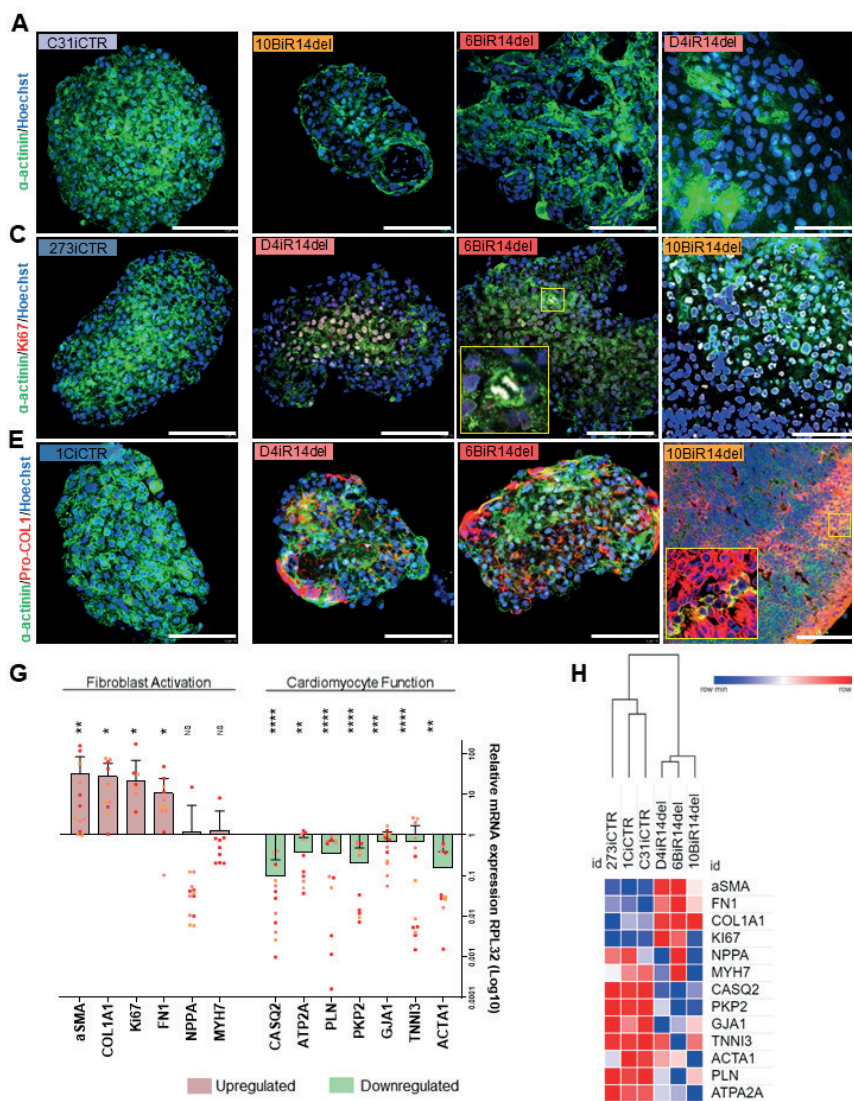 A
C31iCTR
10BiR14del
6BiR14del
D4iR14del
α-actinin/Hoechst
C
273iCTR
D4iR14del
6BiR14del
10BiR14del
α-actinin/Ki67/Hoechst
E
1CiCTR
D4iR14del
6BiR14del
10BiR14del
α-actinin/Pro-COL1/Hoechst
G
Fibroblast Activation
Cardiomyocyte Function
** * * * NS NS
**** ** **** **** *** **** **
100
10
1
0.1
0.01
0.001
0.0001
Relative mRNA expression RPL32 (Log10)
aSMA
COL1A1
Ki67
FN1
NPPA
MYH7
CASQ2
ATP2A
PLN
PKP2
GJA1
TNNI3
ACTA1
Upregulated
Downregulated
H
row min
row
id
273iCTR
1CiCTR
C31iCTR
D4iR14del
6BiR14del
10BiR14del
id
aSMA
FN1
COL1A1
KI67
NPPA
MYH7
CASQ2
PKP2
GJA1
TNNI3
ACTA1
PLN
ATPA2A